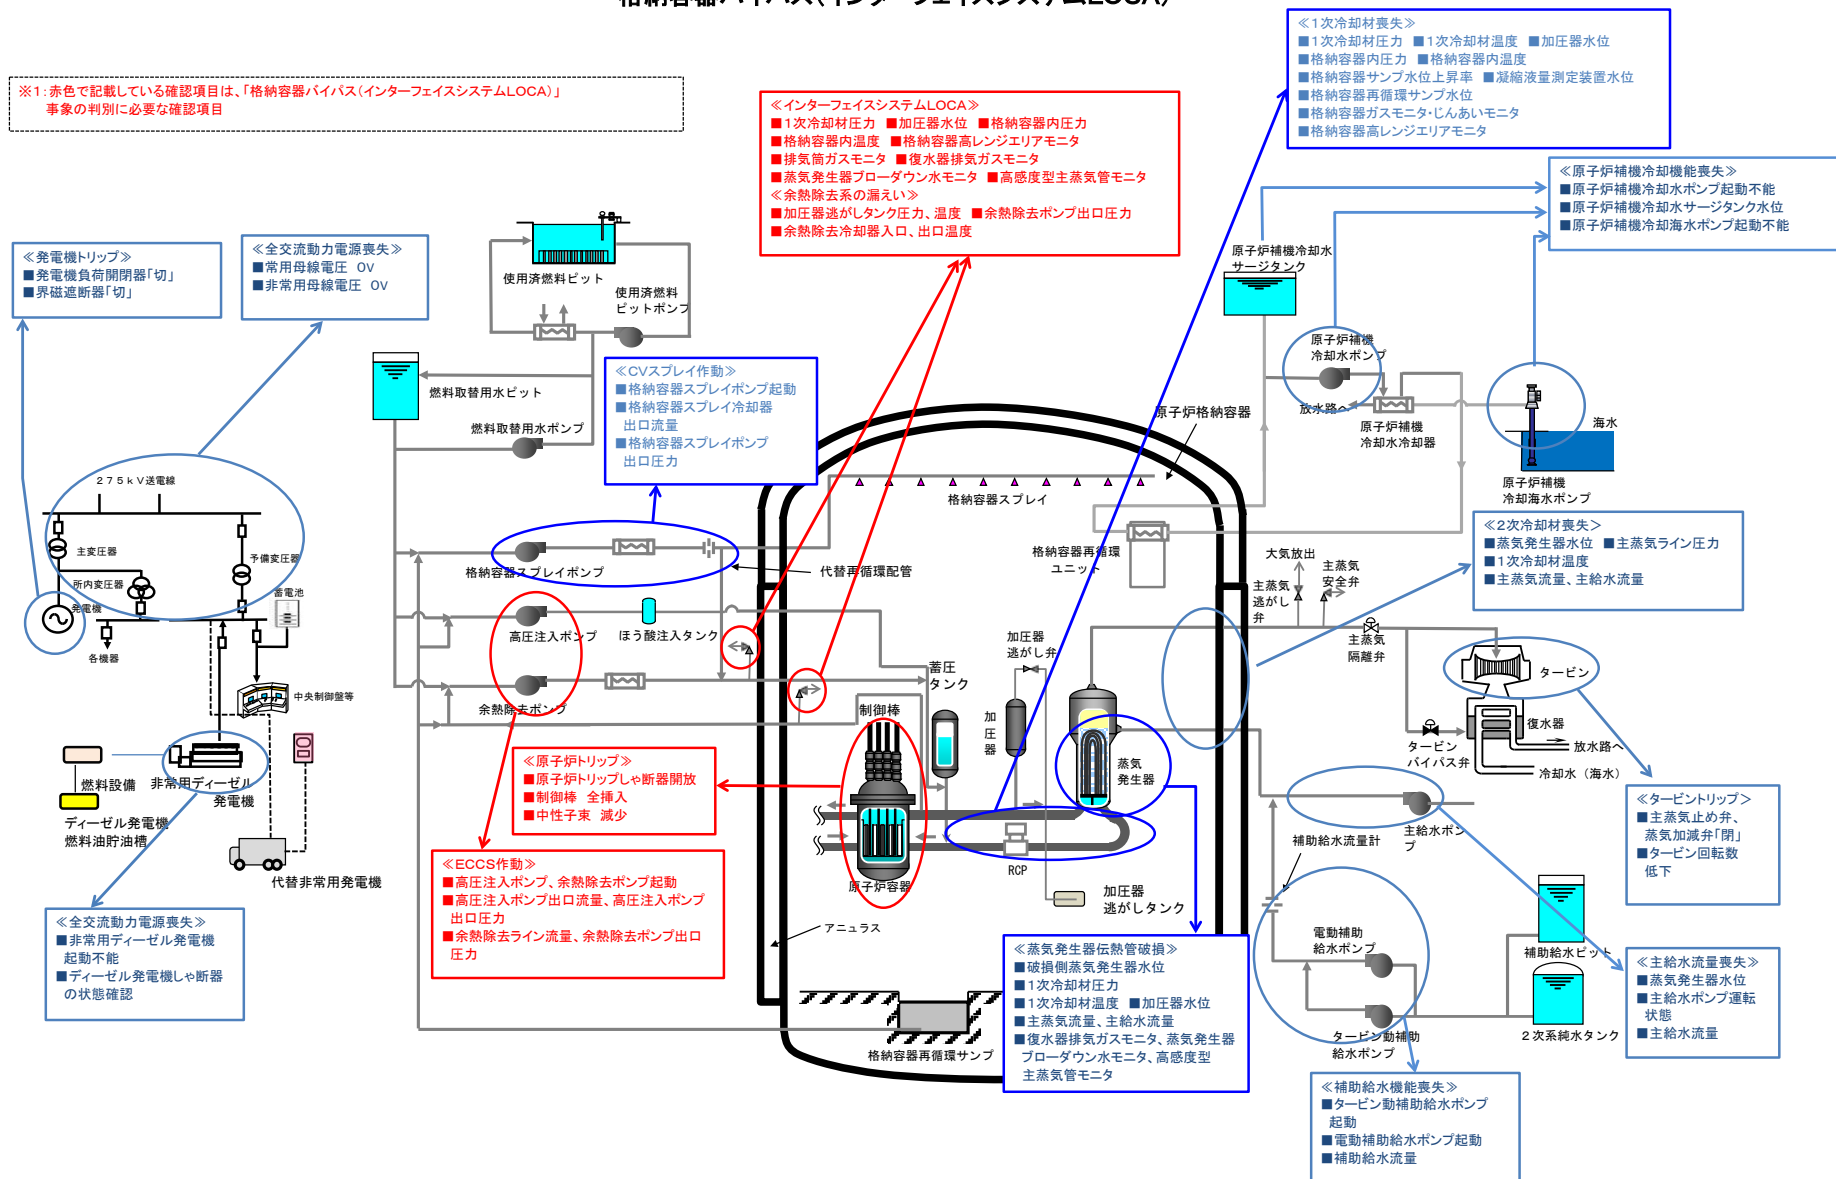 格納容器バイパス(インターフェイスシステムLOCA)
※1:赤色で記載している確認項目は、「格納容器バイパス(インターフェイスシステムLOCA)」
事象の判別に必要な確認項目
≪1次冷却材喪失≫
■1次冷却材圧力 ■1次冷却材温度 ■加圧器水位
■格納容器内圧力 ■格納容器内温度
■格納容器サンプ水位上昇率 ■凝縮液量測定装置水位
■格納容器再循環サンプ水位
■格納容器ガスモニタ・じんあいモニタ
■格納容器高レンジエリアモニタ
≪インターフェイスシステムLOCA≫
■1次冷却材圧力 ■加圧器水位 ■格納容器内圧力
■格納容器内温度 ■格納容器高レンジエリアモニタ
■排気筒ガスモニタ ■復水器排気ガスモニタ
■蒸気発生器ブローダウン水モニタ ■高感度型主蒸気管モニタ
≪余熱除去系の漏えい≫
■加圧器逃がしタンク圧力、温度 ■余熱除去ポンプ出口圧力
■余熱除去冷却器入口、出口温度
≪原子炉補機冷却機能喪失≫
■原子炉補機冷却水ポンプ起動不能
■原子炉補機冷却水サージタンク水位
■原子炉補機冷却海水ポンプ起動不能
≪発電機トリップ≫
■発電機負荷開閉器「切」
■界磁遮断器「切」
≪全交流動力電源喪失≫
■常用母線電圧 0V
■非常用母線電圧 0V
使用済燃料ピット
使用済燃料
ピットポンプ
原子炉補機冷却水
サージタンク
原子炉補機
冷却水ポンプ
放水路へ
原子炉補機
冷却水冷却器
海水
原子炉補機
冷却海水ポンプ
燃料取替用水ピット
燃料取替用水ポンプ
≪CVスプレイ作動≫
■格納容器スプレイポンプ起動
■格納容器スプレイ冷却器
出口流量
■格納容器スプレイポンプ
出口圧力
原子炉格納容器
格納容器スプレイ
275kV送電線
主変圧器
予備変圧器
所内変圧器
蓄電池
発電機
各機器
中央制御盤等
格納容器スプレイポンプ
代替再循環配管
格納容器再循環
ユニット
大気放出
主蒸気
安全弁
主蒸気
逃がし
弁
主蒸気
隔離弁
≪2次冷却材喪失>
■蒸気発生器水位 ■主蒸気ライン圧力
■1次冷却材温度
■主蒸気流量、主給水流量
高圧注入ポンプ
ほう酸注入タンク
加圧器
逃がし弁
蓄圧
タンク
余熱除去ポンプ
制御棒
加
圧
器
蒸気
発生器
タービン
復水器
タービン
バイパス弁
放水路へ
冷却水(海水)
燃料設備
非常用ディーゼル
発電機
ディーゼル発電機
燃料油貯油槽
代替非常用発電機
≪原子炉トリップ≫
■原子炉トリップしゃ断器開放
■制御棒 全挿入
■中性子束 減少
≪ECCS作動≫
■高圧注入ポンプ、余熱除去ポンプ起動
■高圧注入ポンプ出口流量、高圧注入ポンプ
出口圧力
■余熱除去ライン流量、余熱除去ポンプ出口
圧力
原子炉容器
RCP
加圧器
逃がしタンク
補助給水流量計
主給水ポン
プ
≪タービントリップ>
■主蒸気止め弁、
蒸気加減弁「閉」
■タービン回転数
低下
≪全交流動力電源喪失≫
■非常用ディーゼル発電機
起動不能
■ディーゼル発電機しゃ断器
の状態確認
アニュラス
格納容器再循環サンプ
≪蒸気発生器伝熱管破損≫
■破損側蒸気発生器水位
■1次冷却材圧力
■1次冷却材温度 ■加圧器水位
■主蒸気流量、主給水流量
■復水器排気ガスモニタ、蒸気発生器
ブローダウン水モニタ、高感度型
主蒸気管モニタ
電動補助
給水ポンプ
補助給水ピット
タービン動補助
給水ポンプ
2次系純水タンク
≪主給水流量喪失≫
■蒸気発生器水位
■主給水ポンプ運転
状態
■主給水流量
≪補助給水機能喪失≫
■タービン動補助給水ポンプ
起動
■電動補助給水ポンプ起動
■補助給水流量